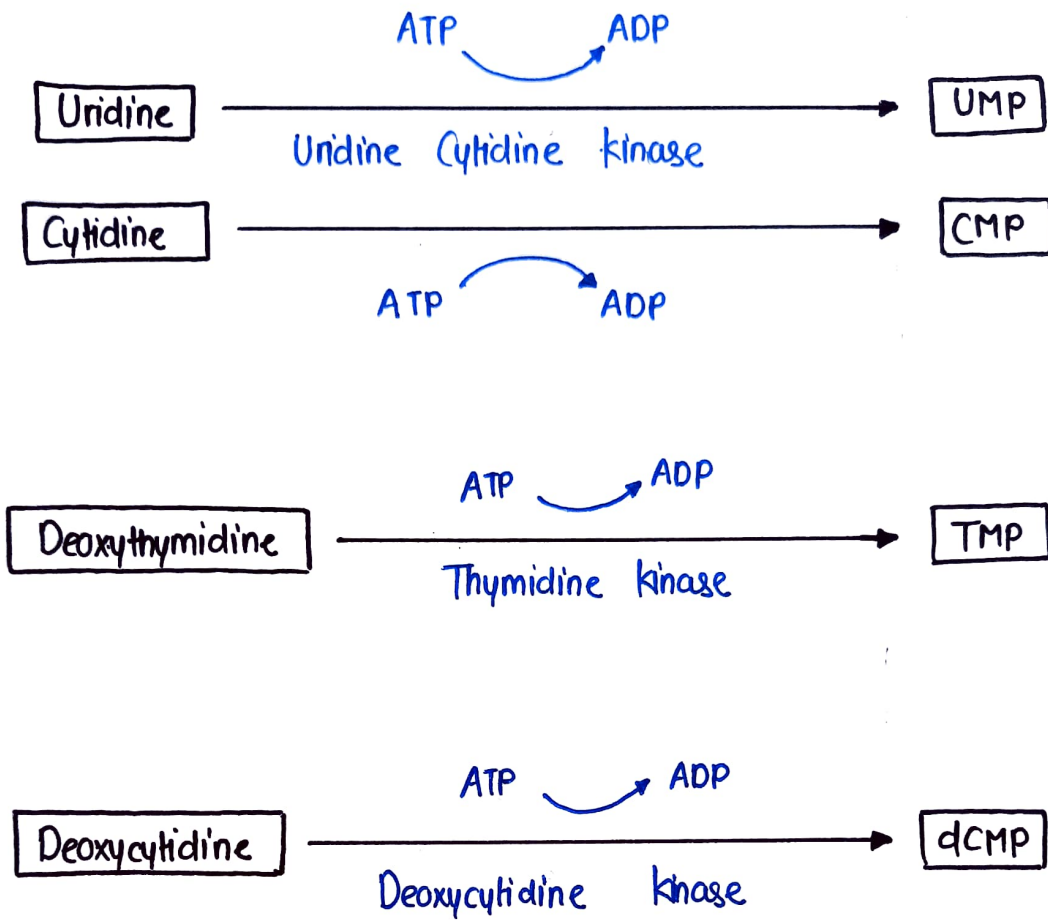 ATP ADP
Uridine UMP
Uridine Cytidine kinase
Cytidine CMP
ATP ADP
ATP ADP
Deoxythymidine TMP
Thymidine kinase
ATP ADP
Deoxycytidine dCMP
Deoxycytidine kinase